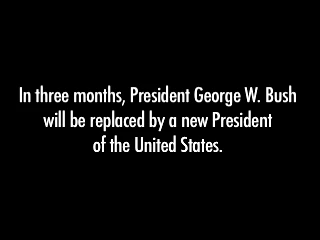 In three months, President George W. Bush
will be replaced by a new President
of the United States.